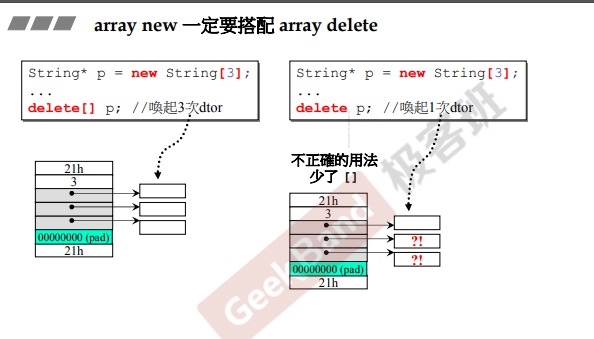 array new 一定要搭配 array delete
String* p = new String[3];
...
delete[] p; //喚起3次dtor
String* p = new String[3];
...
delete p; //喚起1次dtor
不正確的用法
少了 []
21h
3
00000000 (pad)
21h
21h
3
00000000 (pad)
21h
?!
?!
GeekBand 极客班